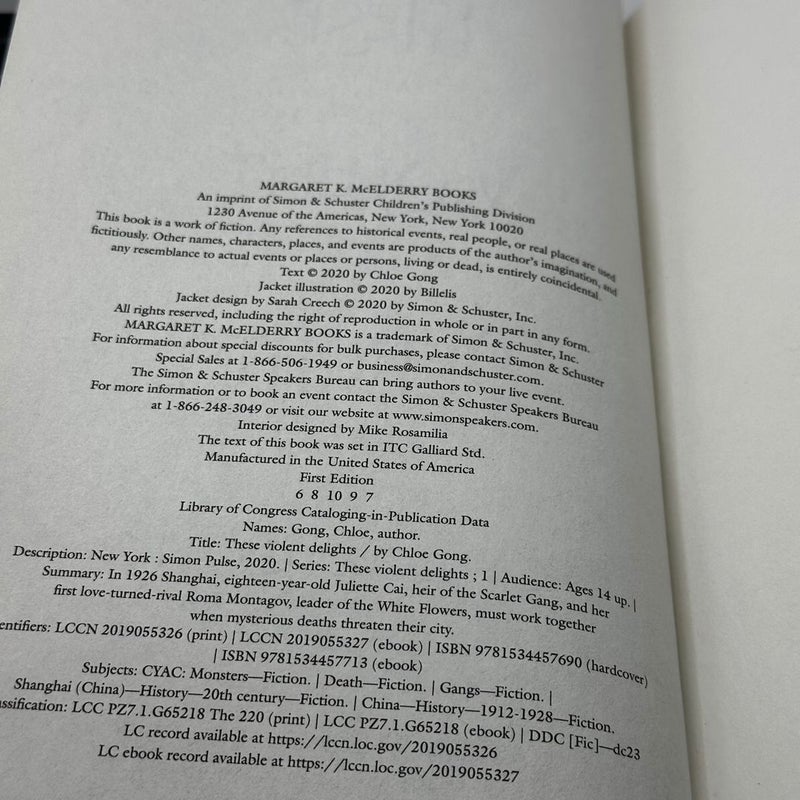 MARGARET K. McELDERRY BOOKS
An imprint of Simon & Schuster Children's Publishing Division
1230 Avenue of the Americas, New York, New York 10020
This book is a work of fiction. Any references to historical events, real people, or real places are used
fictitiously. Other names, characters, places, and events are products of the author's imagination, and
any resemblance to actual events or places or persons, living or dead, is entirely coincidental.
Text © 2020 by Chloe Gong
Jacket illustration © 2020 by Billelis
Jacket design by Sarah Creech © 2020 by Simon & Schuster, Inc.
All rights reserved, including the right of reproduction in whole or in part in any form.
MARGARET K. McELDERRY BOOKS is a trademark of Simon & Schuster, Inc.
For information about special discounts for bulk purchases, please contact Simon & Schuster
Special Sales at 1-866-506-1949 or business@simonandschuster.com.
The Simon & Schuster Speakers Bureau can bring authors to your live event.
For more information or to book an event contact the Simon & Schuster Speakers Bureau
at 1-866-248-3049 or visit our website at www.simonspeakers.com.
Interior designed by Mike Rosamilia
The text of this book was set in ITC Galliard Std.
Manufactured in the United States of America
First Edition
6 8 10 9 7
Library of Congress Cataloging-in-Publication Data
Names: Gong, Chloe, author.
Title: These violent delights / by Chloe Gong.
Description: New York : Simon Pulse, 2020. | Series: These violent delights ; 1 | Audience: Ages 14 up. |
Summary: In 1926 Shanghai, eighteen-year-old Juliette Cai, heir of the Scarlet Gang, and her
first love-turned-rival Roma Montagov, leader of the White Flowers, must work together
when mysterious deaths threaten their city.
entifiers: LCCN 2019055326 (print) | LCCN 2019055327 (ebook) | ISBN 9781534457690 (hardcover)
| ISBN 9781534457713 (ebook)
Subjects: CYAC: Monsters—Fiction. | Death—Fiction. | Gangs—Fiction. |
Shanghai (China)—History—20th century—Fiction. | China—History—1912-1928—Fiction.
assification: LCC PZ7.1.G65218 The 220 (print) | LCC PZ7.1.G65218 (ebook) | DDC [Fic]—dc23
LC record available at https://lccn.loc.gov/2019055326
LC ebook record available at https://lccn.loc.gov/2019055327